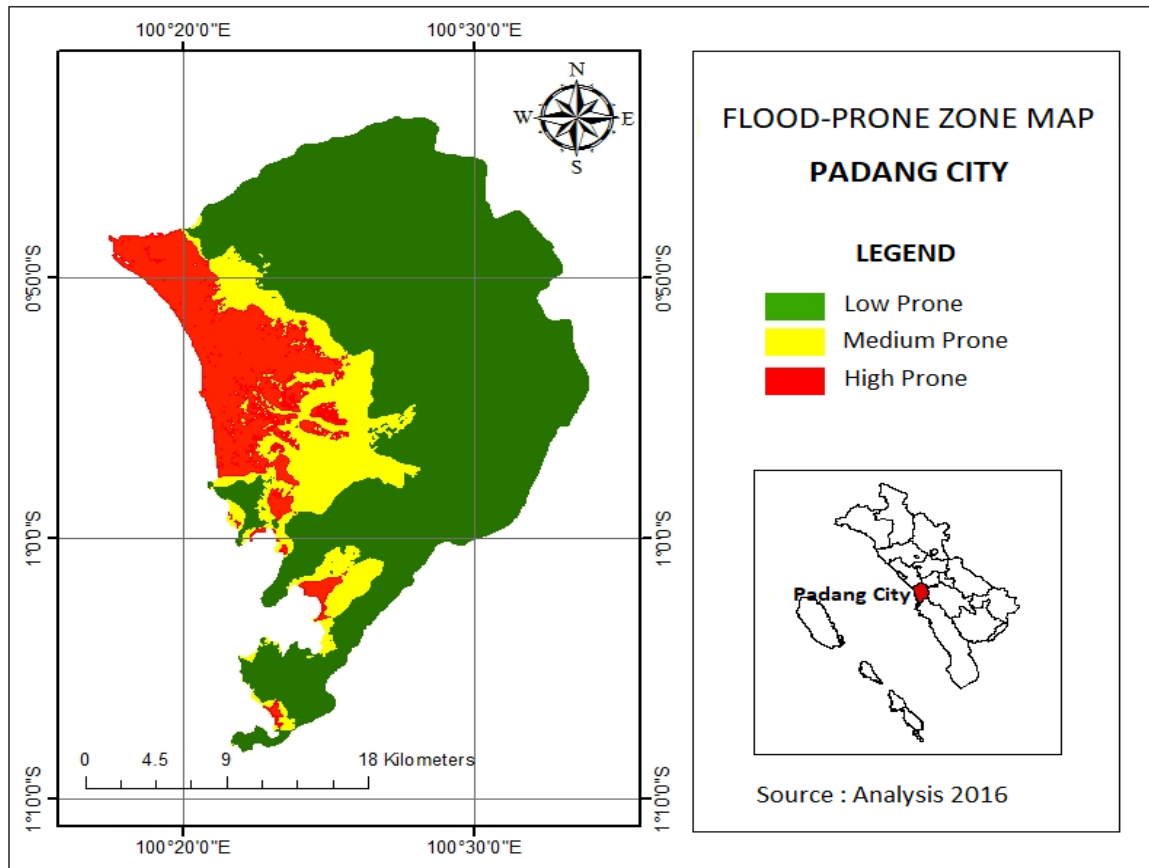 100°20'0"E
100°30'0"E
N
W
E
S
0°50'0"S
0°50'0"S
1°0'0"S
1°0'0"S
1°10'0"S
1°10'0"S
0 4.5 9 18 Kilometers
100°20'0"E
100°30'0"E
FLOOD-PRONE ZONE MAP
PADANG CITY
LEGEND
Low Prone
Medium Prone
High Prone
Padang City
Source : Analysis 2016